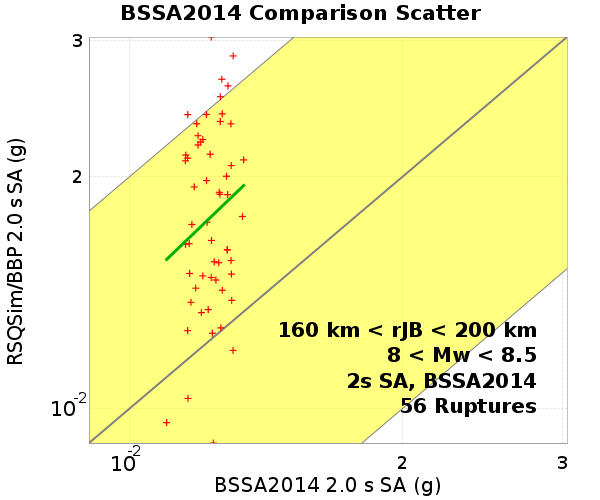 BSSA2014 Comparison Scatter
3
2
10-2
RSQSim/BBP 2.0 s SA (g)
160 km < rJB < 200 km
8 < Mw < 8.5
2s SA, BSSA2014
56 Ruptures
10-2
2
3
BSSA2014 2.0 s SA (g)